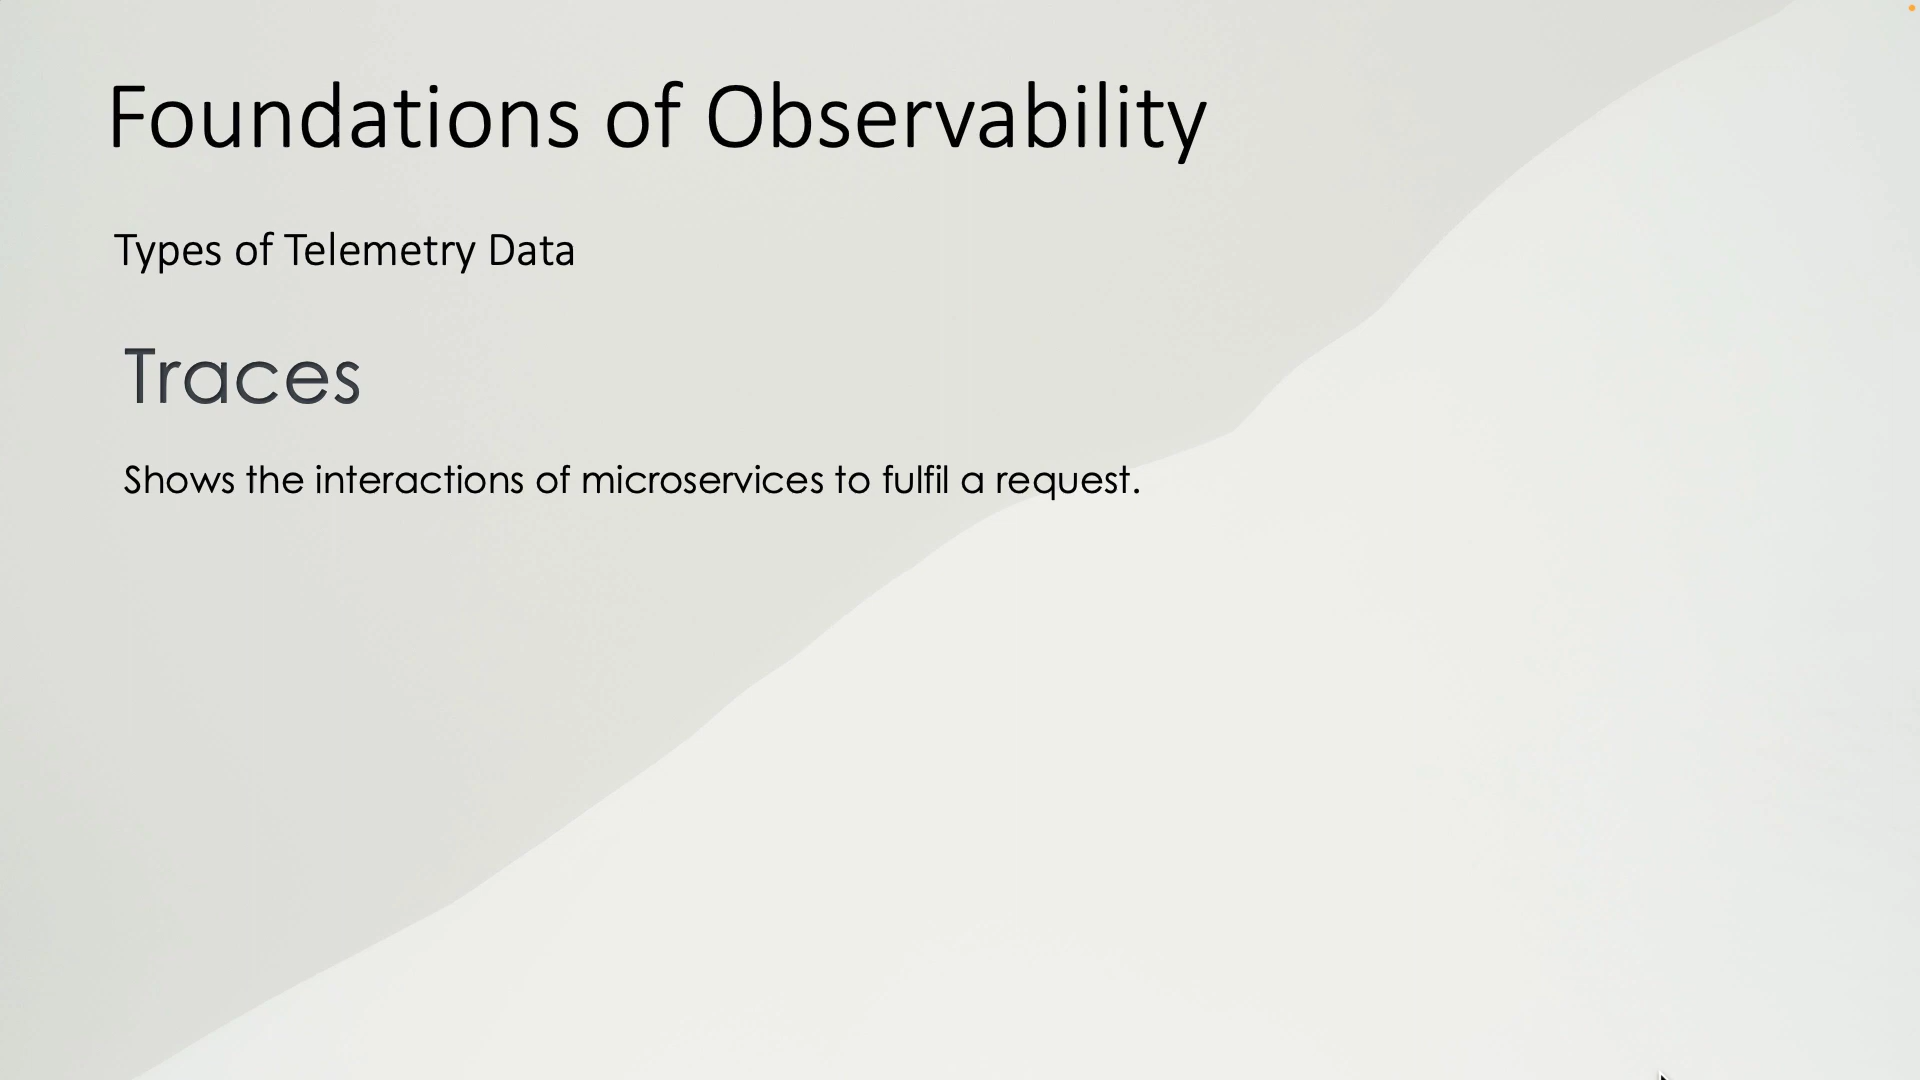 Foundations of Observability
Types of Telemetry Data
Traces
Shows the interactions of microservices to fulfil a request.